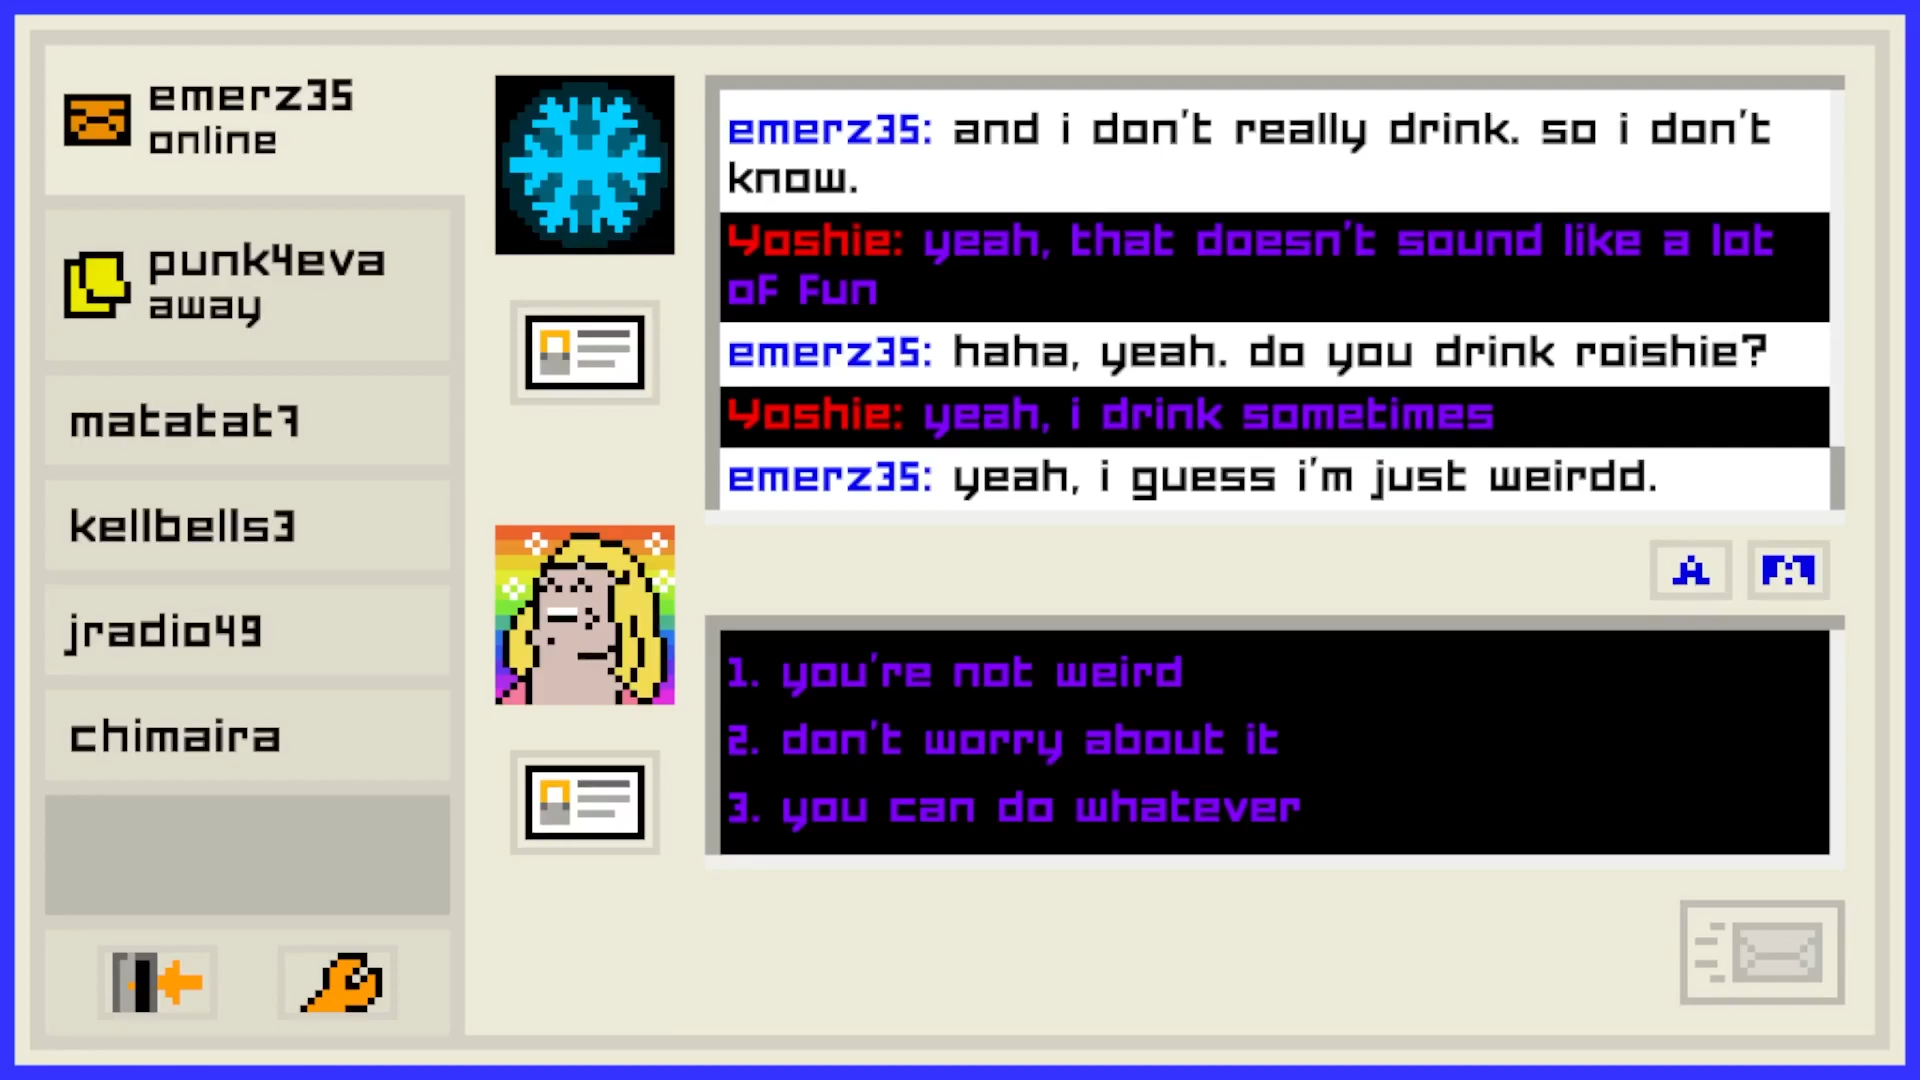 emerz35
online
punk4eva
away
matatat7
kellbells3
jradio49
chimaira
emerz35: and i don't really drink. so i don't
know.
Yoshie: yeah, that doesn't sound like a lot
of fun
emerz35: haha, yeah. do you drink roishie?
Yoshie: yeah, i drink sometimes
emerz35: yeah, i guess i'm just weirdd.
A
1. you're not weird
2. don't worry about it
3. you can do whatever